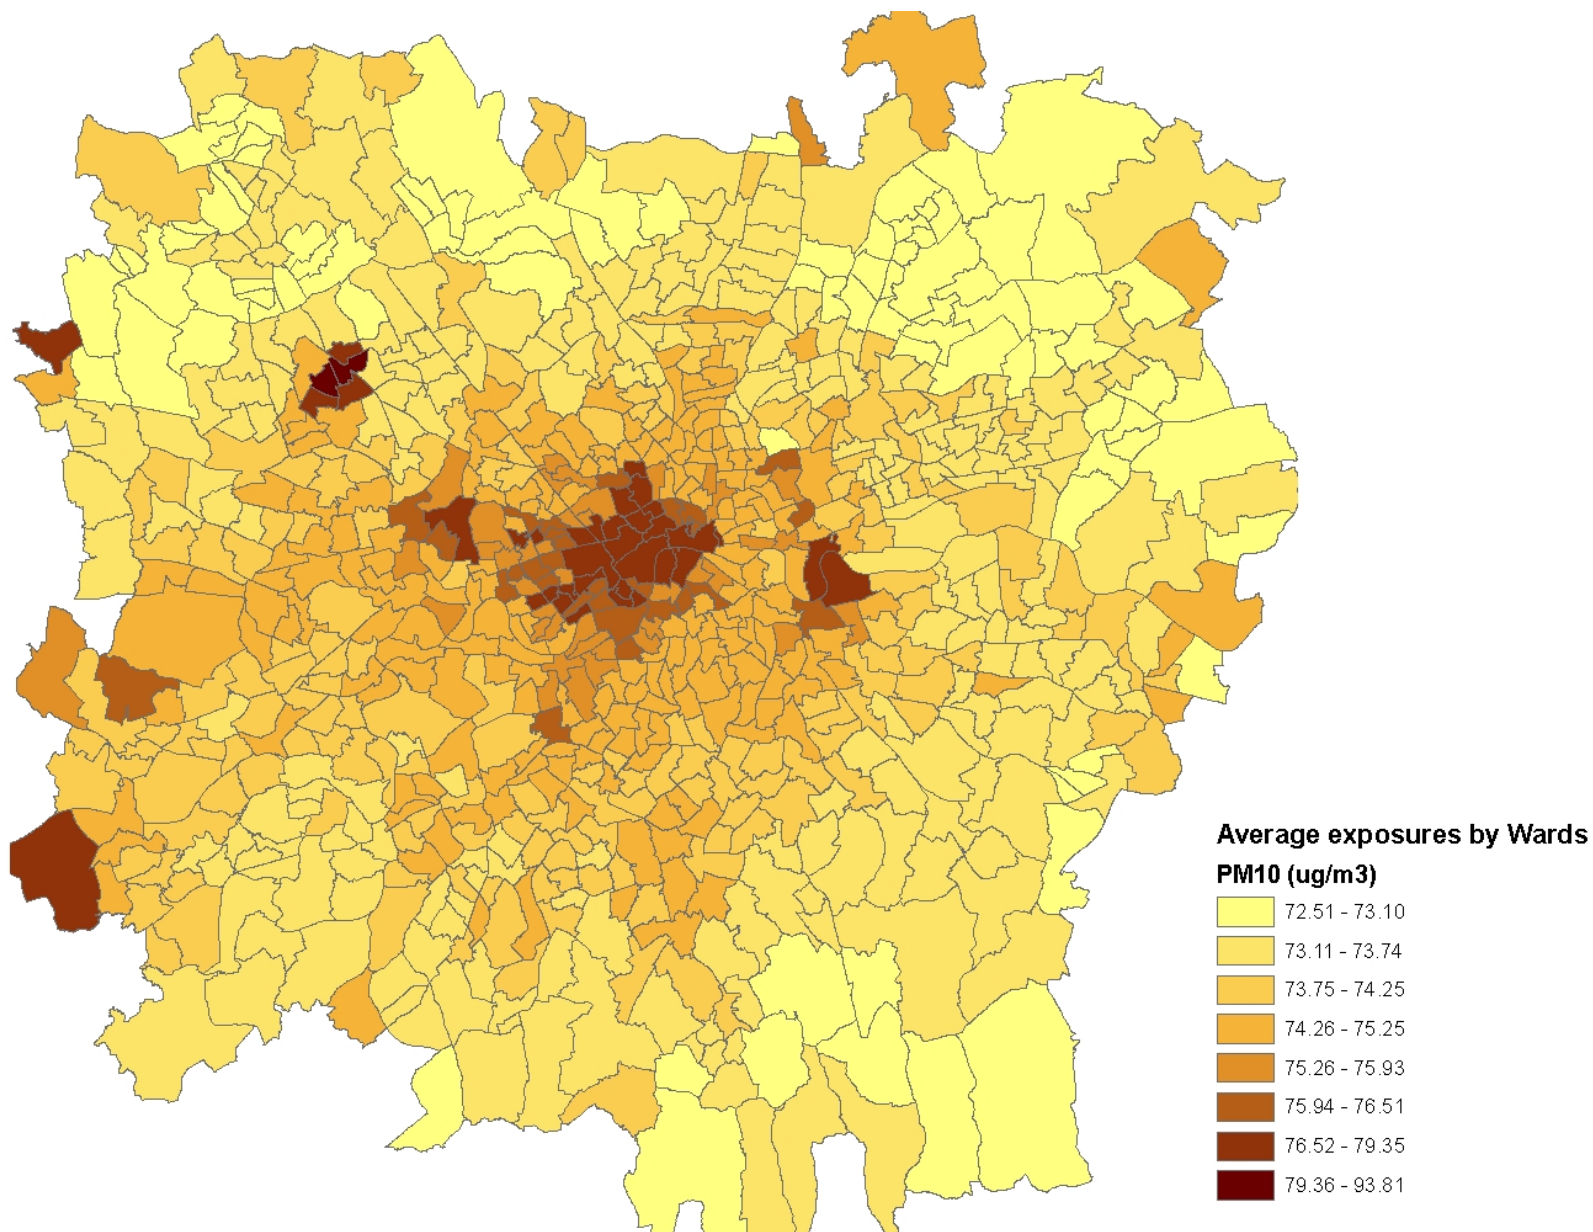 Average exposures by Wards
PM10 (ug/m3)
72.51 - 73.10
73.11 - 73.74
73.75 - 74.25
74.26 - 75.25
75.26 - 75.93
75.94 - 76.51
76.52 - 79.35
79.36 - 93.81